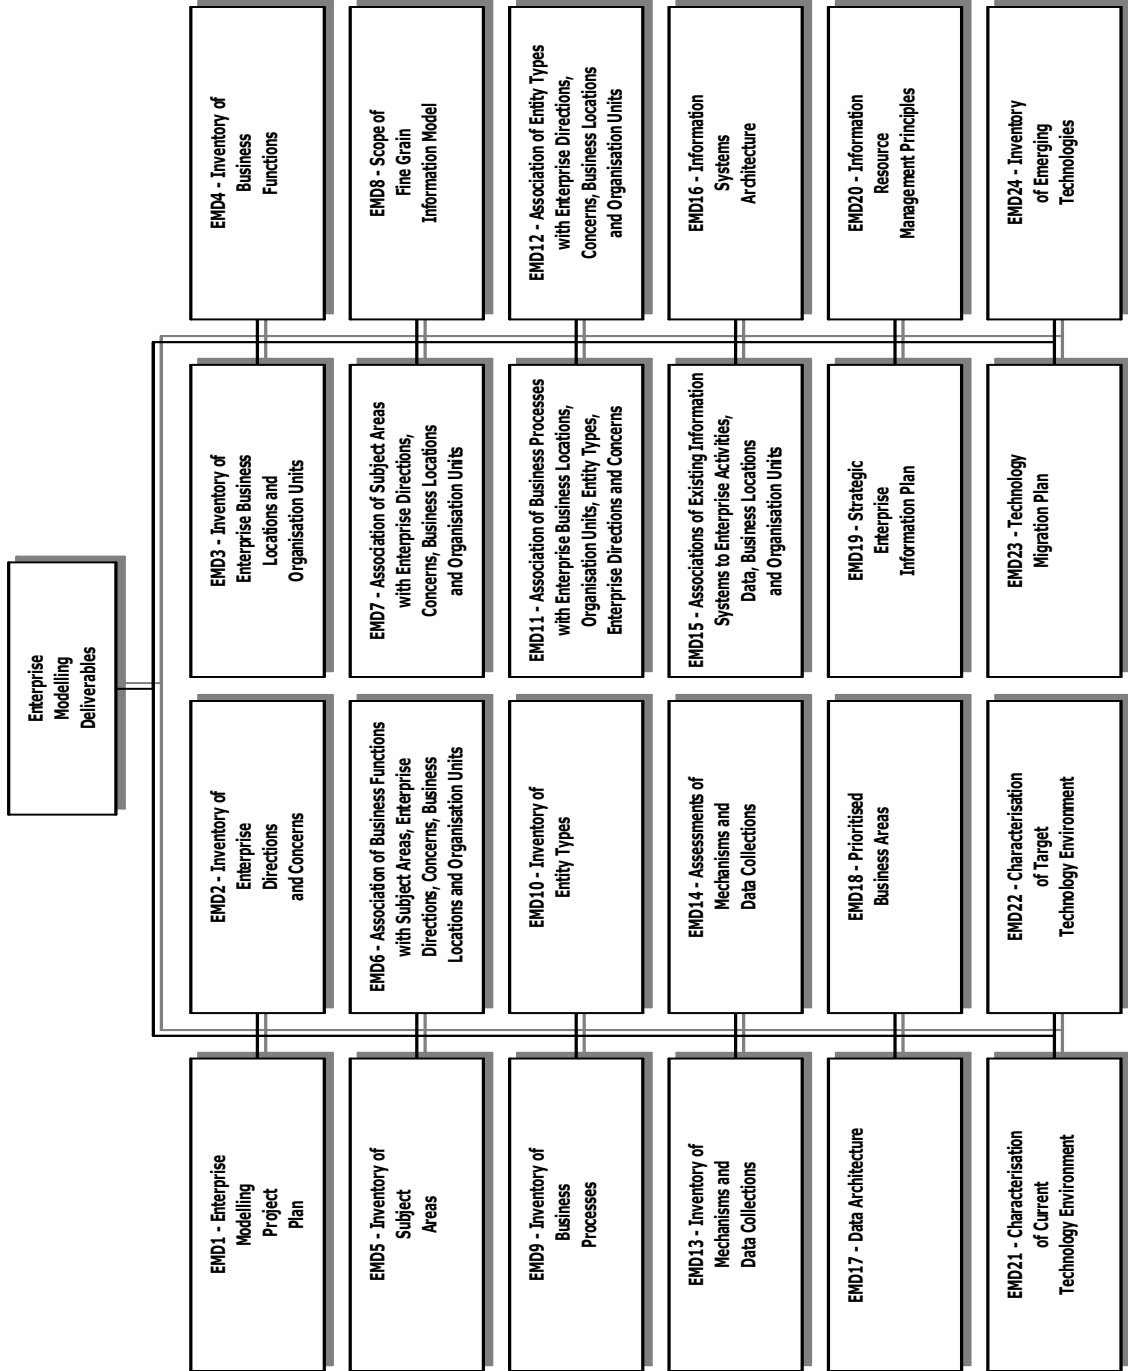 Enterprise
Modelling
Deliverables
EMD1 - Enterprise
Modelling
Project
Plan
EMD2 - Inventory of
Enterprise
Directions
and Concerns
EMD3 - Inventory of
Enterprise Business
Locations and
Organisation Units
EMD4 - Inventory of
Business
Functions
EMD5 - Inventory of
Subject
Areas
EMD6 - Association of Business Functions
with Subject Areas, Enterprise
Directions, Concerns, Business
Locations and Organisation Units
EMD7 - Association of Subject Areas
with Enterprise Directions,
Concerns, Business Locations
and Organisation Units
EMD8 - Scope of
Fine Grain
Information Model
EMD9 - Inventory of
Business
Processes
EMD10 - Inventory of
Entity Types
EMD11 - Association of Business Processes
with Enterprise Business Locations,
Organisation Units, Entity Types,
Enterprise Directions and Concerns
EMD12 - Association of Entity Types
with Enterprise Directions,
Concerns, Business Locations
and Organisation Units
EMD13 - Inventory of
Mechanisms and
Data Collections
EMD14 - Assessments of
Mechanisms and
Data Collections
EMD15 - Associations of Existing Information
Systems to Enterprise Activities,
Data, Business Locations
and Organisation Units
EMD16 - Information
Systems
Architecture
EMD17 - Data Architecture
EMD18 - Prioritised
Business Areas
EMD19 - Strategic
Enterprise
Information Plan
EMD20 - Information
Resource
Management Principles
EMD21 - Characterisation
of Current
Technology Environment
EMD22 - Characterisation
of Target
Technology Environment
EMD23 - Technology
Migration Plan
EMD24 - Inventory
of Emerging
Technologies